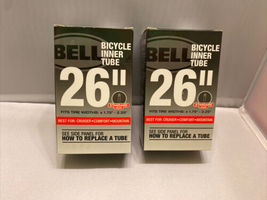 BELL
BICYCLE
INNER
TUBE
26"
FITS TIRE WIDTHS: x 1.75" - 2.25"
BEST FOR CRUISER•COMFORT•MOUNTAIN
SEE SIDE PANEL FOR
HOW TO REPLACE A TUBE
BELL
BICYCLE
INNER
TUBE
26"
FITS TIRE WIDTHS: x 1.75" - 2.25"
BEST FOR CRUISER•COMFORT•MOUNTAIN
SEE SIDE PANEL FOR
HOW TO REPLACE A TUBE